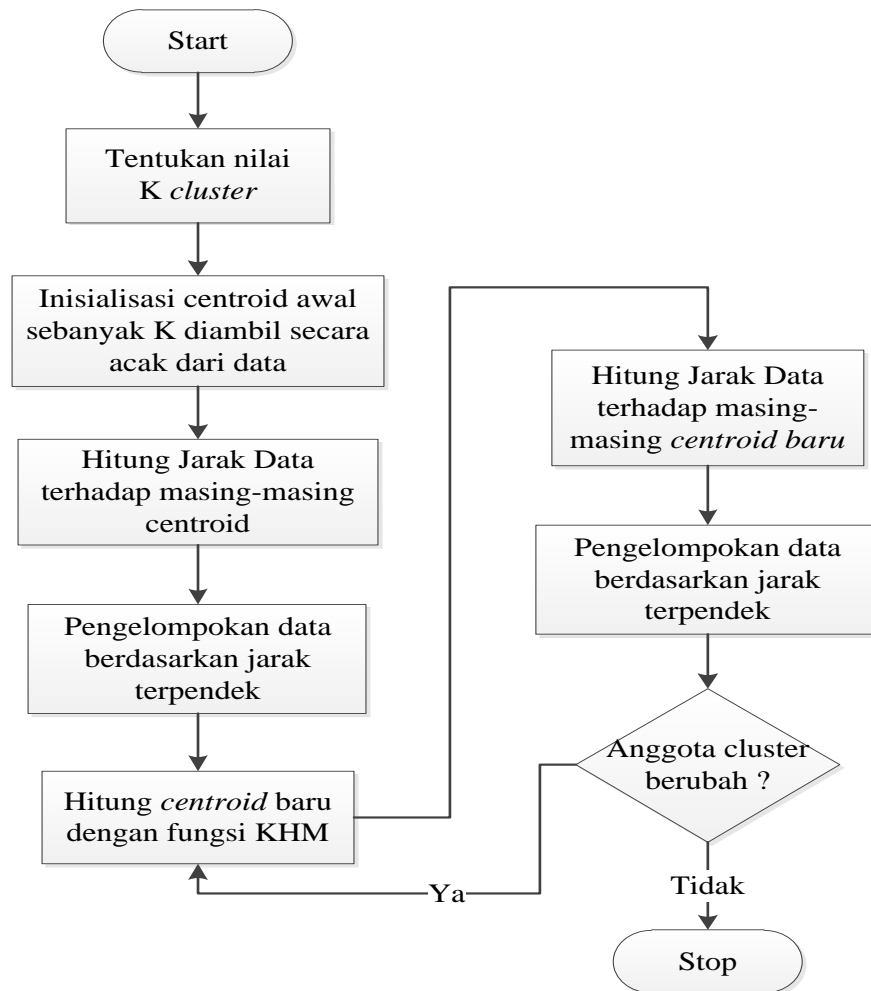 Start
Tentukan nilai
K cluster
Inisialisasi centroid awal
sebanyak K diambil secara
acak dari data
Hitung Jarak Data
terhadap masing-masing
centroid
Pengelompokan data
berdasarkan jarak
terpendek
Hitung centroid baru
dengan fungsi KHM
Hitung Jarak Data
terhadap masing-
masing centroid baru
Pengelompokan data
berdasarkan jarak
terpendek
Anggota cluster
berubah ?
Ya
Tidak
Stop